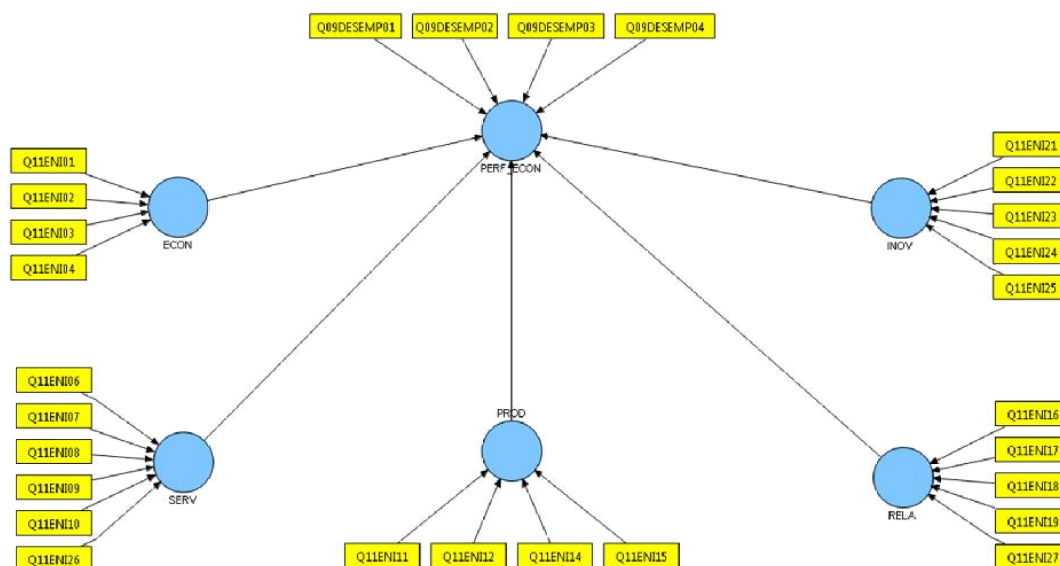 Q09DESEMP01
Q09DESEMP02
Q09DESEMP03
Q09DESEMP04
PERF_ECON
Q11ENI01
Q11ENI02
Q11ENI03
Q11ENI04
ECON
Q11ENI21
Q11ENI22
Q11ENI23
Q11ENI24
Q11ENI25
INOV
Q11ENI06
Q11ENI07
Q11ENI08
Q11ENI09
Q11ENI10
Q11ENI26
SERV
PROD
Q11ENI11
Q11ENI12
Q11ENI14
Q11ENI15
Q11ENI16
Q11ENI17
Q11ENI18
Q11ENI19
Q11ENI27
RELA